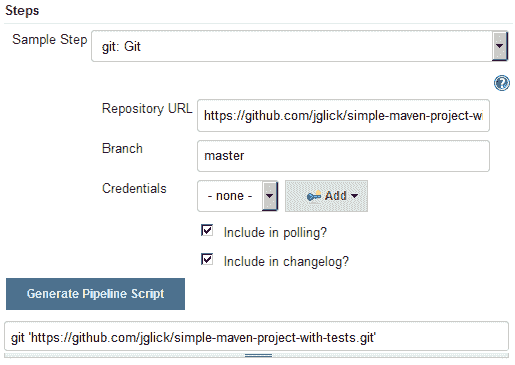 Steps
Sample Step
git: Git
Repository URL
https://github.com/jglick/simple-maven-project-wi
Branch
master
Credentials
- none -
Add
Include in polling?
Include in changelog?
Generate Pipeline Script
git 'https://github.com/jglick/simple-maven-project-with-tests.git'